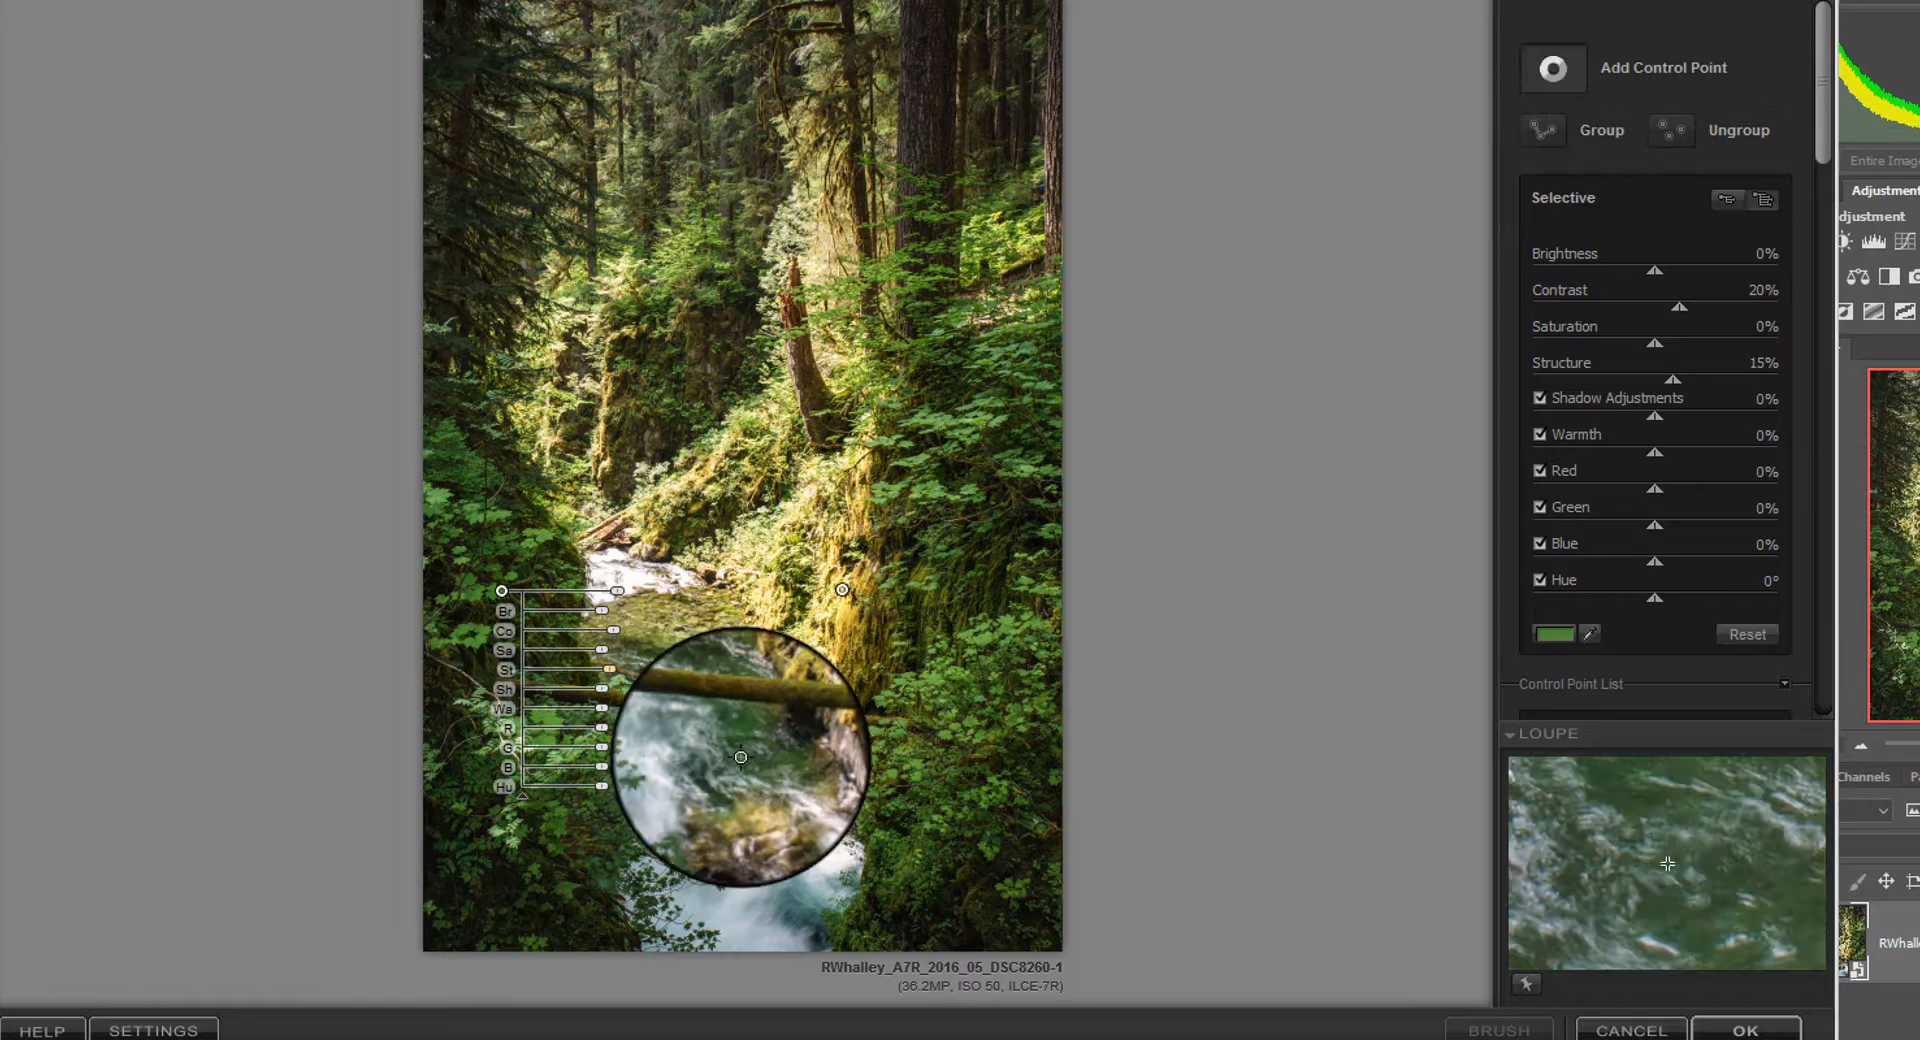 Add Control Point
Group
Ungroup
Entire Imag
Selective
Adjustment
djustment
Brightness 0%
Contrast 20%
Saturation 0%
Structure 15%
Shadow Adjustments 0%
Warmth 0%
Red 0%
Green 0%
Blue 0%
Hue 0°
Reset
Br
Co
Sa
St
Sh
Wa
R
G
B
Hu
Control Point List
LOUPE
Channels
Pa
RWhall
RWhalley_A7R_2016_05_DSC8260-1
(36.2MP, ISO 50, ILCE-7R)
HELP
SETTINGS
BRUSH
CANCEL
OK